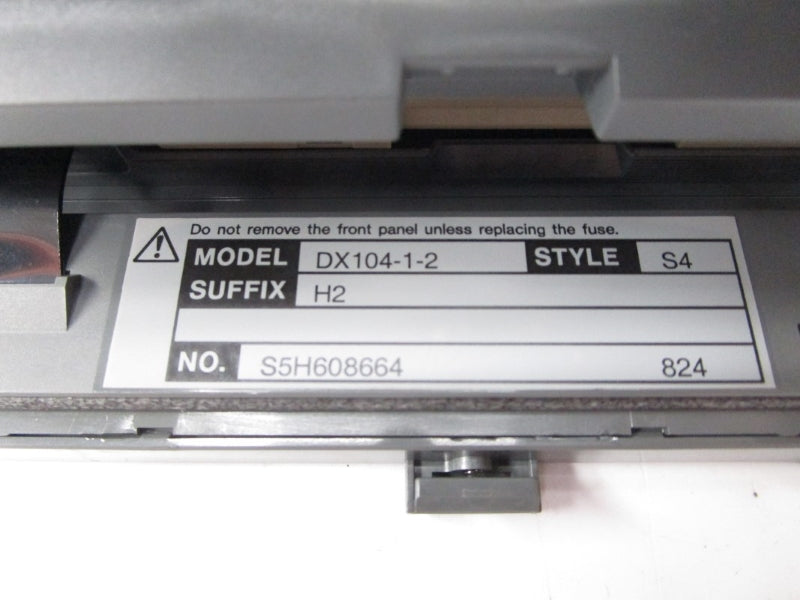 Do not remove the front panel unless replacing the fuse.
MODEL DX104-1-2 STYLE S4
SUFFIX H2
NO. S5H608664 824